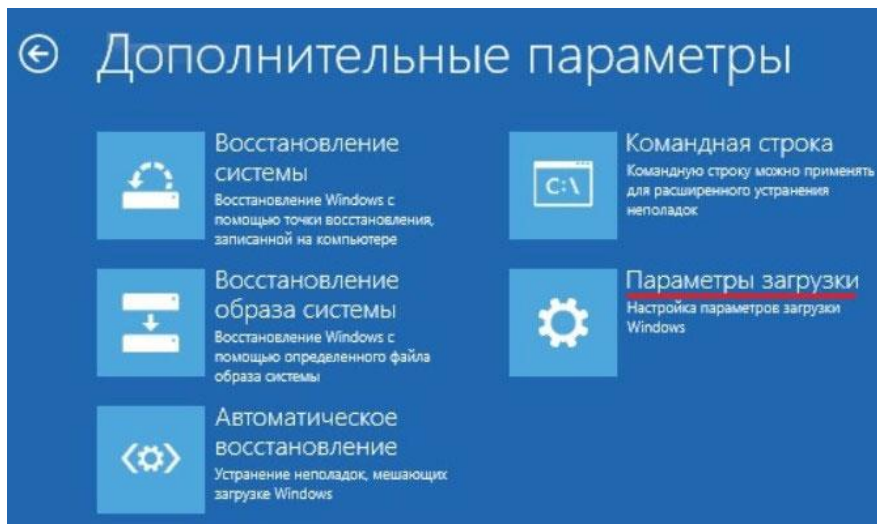 Дополнительные параметры
Восстановление
системы
Восстановление Windows с
помощью точки восстановления,
записанной на компьютере
Восстановление
образа системы
Восстановление Windows с
помощью определенного файла
образа системы
Автоматическое
восстановление
Устранение неполадок, мешающих
загрузке Windows
Командная строка
Командную строку можно применять
для расширенного устранения
неполадок
C:\
Параметры загрузки
Настройка параметров загрузки
Windows